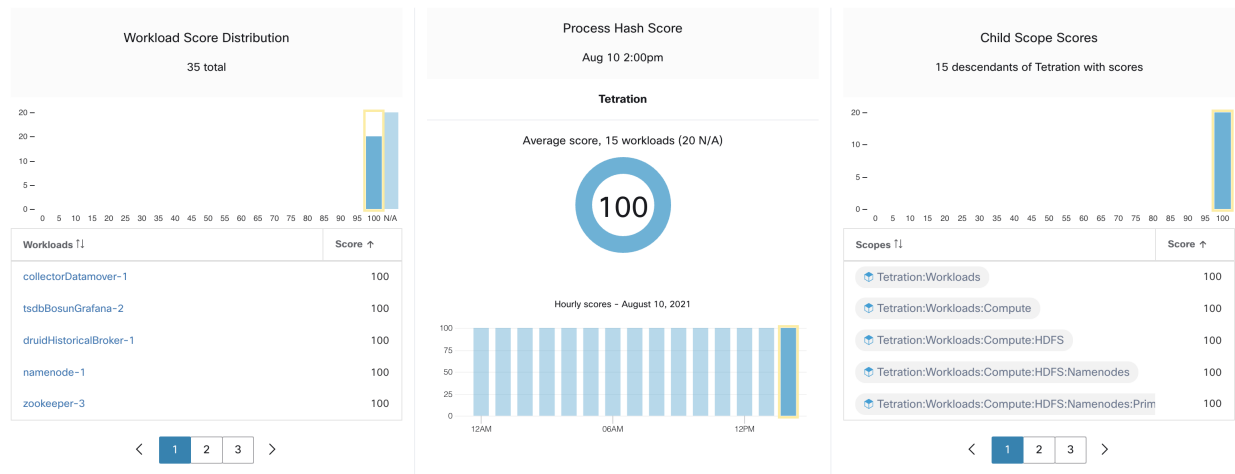 Workload Score Distribution
35 total
20
20
10
5
0
0 5 10 15 20 25 30 35 40 45 50 55 60 65 70 75 80 85 90 95 100 N/A
Workloads Score
collectorDatamover-1 100
tsdbBosunGrafana-2 100
druidHistoricalBroker-1 100
namenode-1 100
zookeeper-3 100
1 2 3
Process Hash Score
Aug 10 2:00pm
Tetration
Average score, 15 workloads (20 N/A)
100
Hourly scores - August 10, 2021
100
75
50
25
0
12AM 06AM 12PM
Child Scope Scores
15 descendants of Tetration with scores
20
10
5
0
0 5 10 15 20 25 30 35 40 45 50 55 60 65 70 75 80 85 90 95 100
Scopes Score
Tetration:Workloads 100
Tetration:Workloads:Compute 100
Tetration:Workloads:Compute:HDFS 100
Tetration:Workloads:Compute:HDFS:Namenodes 100
Tetration:Workloads:Compute:HDFS:Namenodes:Prim 100
1 2 3